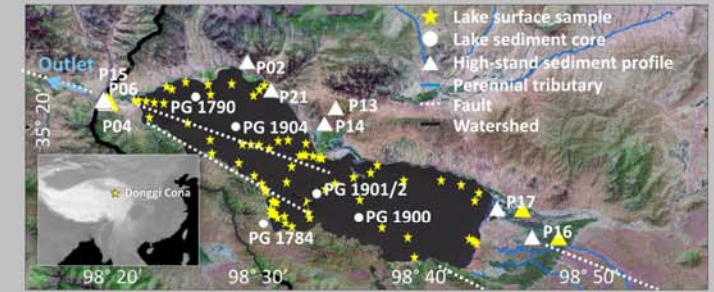 Lake surface sample
Lake sediment core
High-stand sediment profile
Perennial tributary
Fault
Watershed
Outlet
P15
P06
P04
P02
P21
P13
P14
PG 1790
PG 1904
PG 1901/2
PG 1900
PG 1784
P17
P16
Donggi Cona
35° 20′
98° 20′
98° 30′
98° 40′
98° 50′